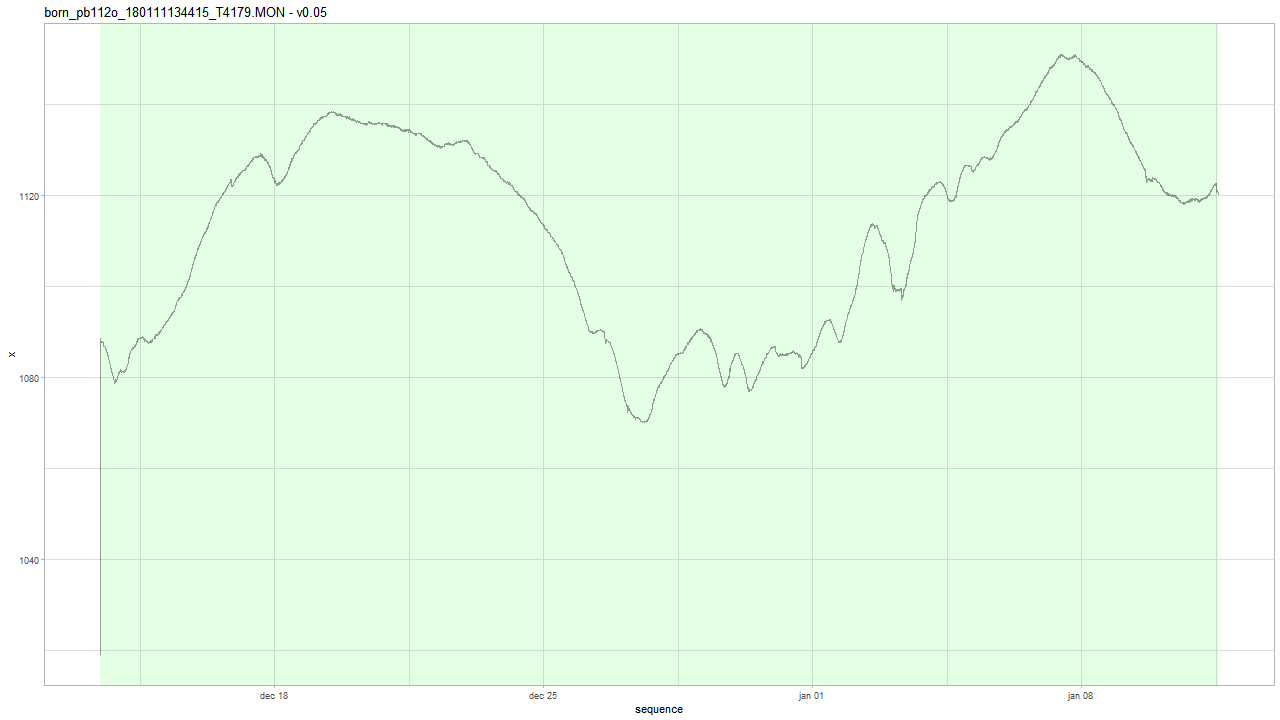 born_pb112o_180111134415_T4179.MON - v0.05
1120
1080
1040
x
dec 18
dec 25
jan 01
jan 08
sequence